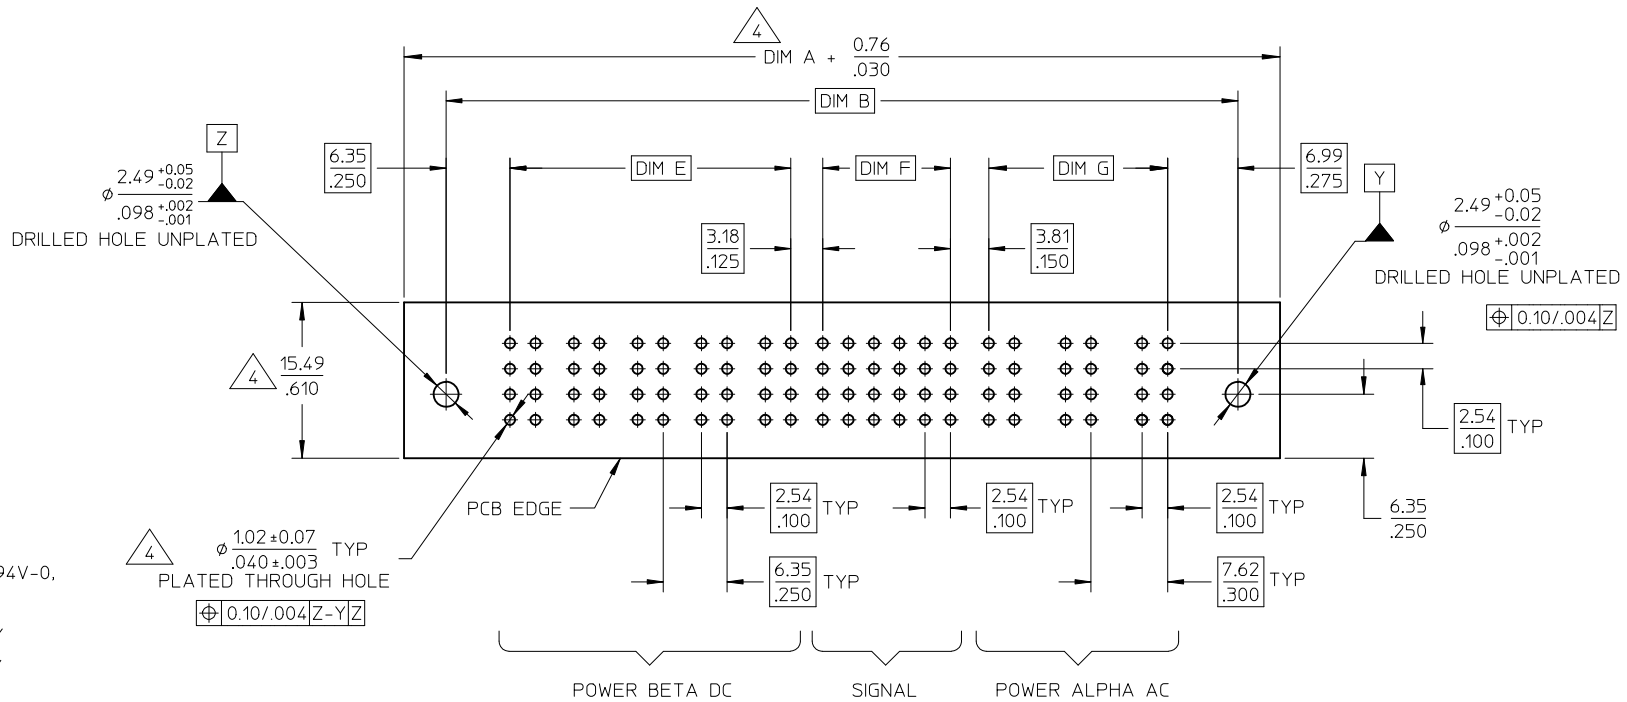 4
DIM A + 0.76
.030
DIM B
Z
6.35
.250
DIM E
DIM F
DIM G
6.99
.275
Y
⌀ 2.49 +0.05 -0.02
.098 +.002 -.001
DRILLED HOLE UNPLATED
3.18
.125
3.81
.150
⌀ 2.49 +0.05 -0.02
.098 +.002 -.001
DRILLED HOLE UNPLATED
⌖ 0.10/.004 Z
4
15.49
.610
2.54
.100
TYP
PCB EDGE
2.54
.100
TYP
2.54
.100
TYP
2.54
.100
TYP
6.35
.250
4
⌀ 1.02 ±0.07 TYP
.040 ±.003
PLATED THROUGH HOLE
⌖ 0.10/.004 Z-Y Z
6.35
.250
TYP
7.62
.300
TYP
94V-0,
POWER BETA DC
SIGNAL
POWER ALPHA AC